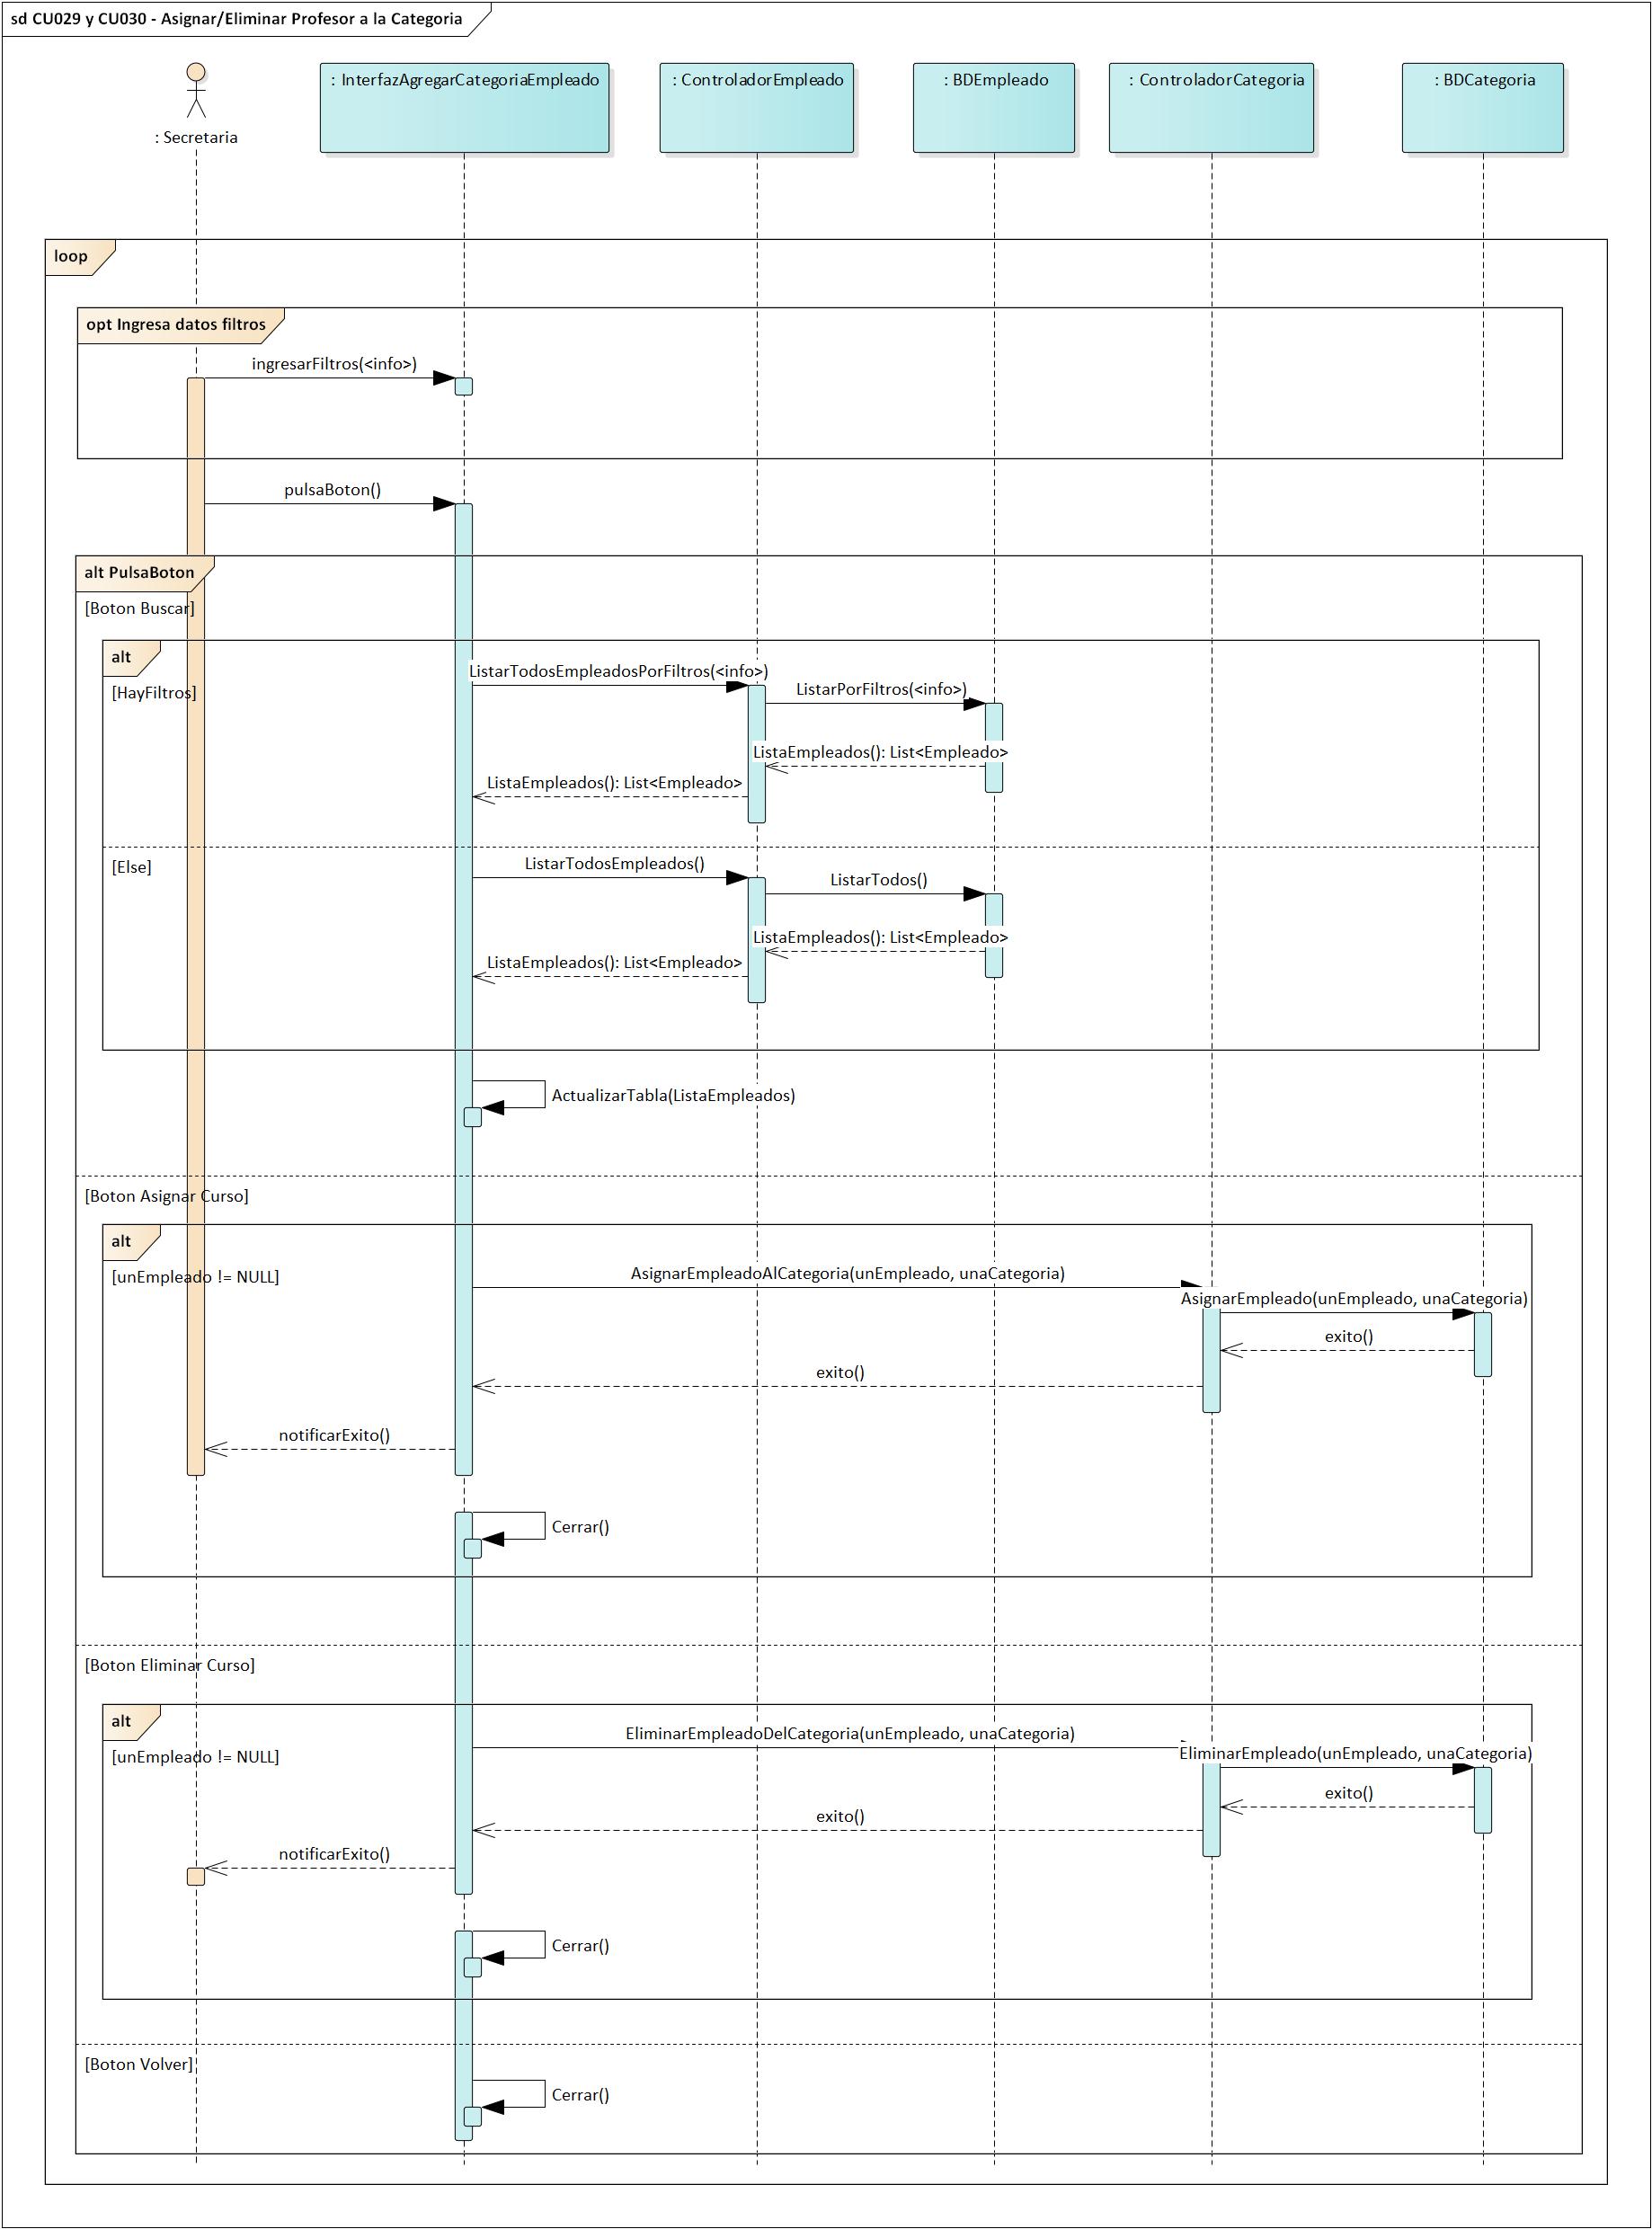 sd CU029 y CU030 - Asignar/Eliminar Profesor a la Categoria
: Secretaria
: InterfazAgregarCategoriaEmpleado
: ControladorEmpleado
: BDEmpleado
: ControladorCategoria
: BDCategoria
loop
opt Ingresa datos filtros
ingresarFiltros(<info>)
pulsaBoton()
alt PulsaBoton
[Boton Buscar]
alt
[HayFiltros]
ListarTodosEmpleadosPorFiltros(<info>)
ListarPorFiltros(<info>)
ListaEmpleados(): List<Empleado>
ListaEmpleados(): List<Empleado>
[Else]
ListarTodosEmpleados()
ListarTodos()
ListaEmpleados(): List<Empleado>
ListaEmpleados(): List<Empleado>
ActualizarTabla(ListaEmpleados)
[Boton Asignar Curso]
alt
[unEmpleado != NULL]
AsignarEmpleadoAlCategoria(unEmpleado, unaCategoria)
AsignarEmpleado(unEmpleado, unaCategoria)
exito()
exito()
notificarExito()
Cerrar()
[Boton Eliminar Curso]
alt
[unEmpleado != NULL]
EliminarEmpleadoDelCategoria(unEmpleado, unaCategoria)
EliminarEmpleado(unEmpleado, unaCategoria)
exito()
exito()
notificarExito()
Cerrar()
[Boton Volver]
Cerrar()